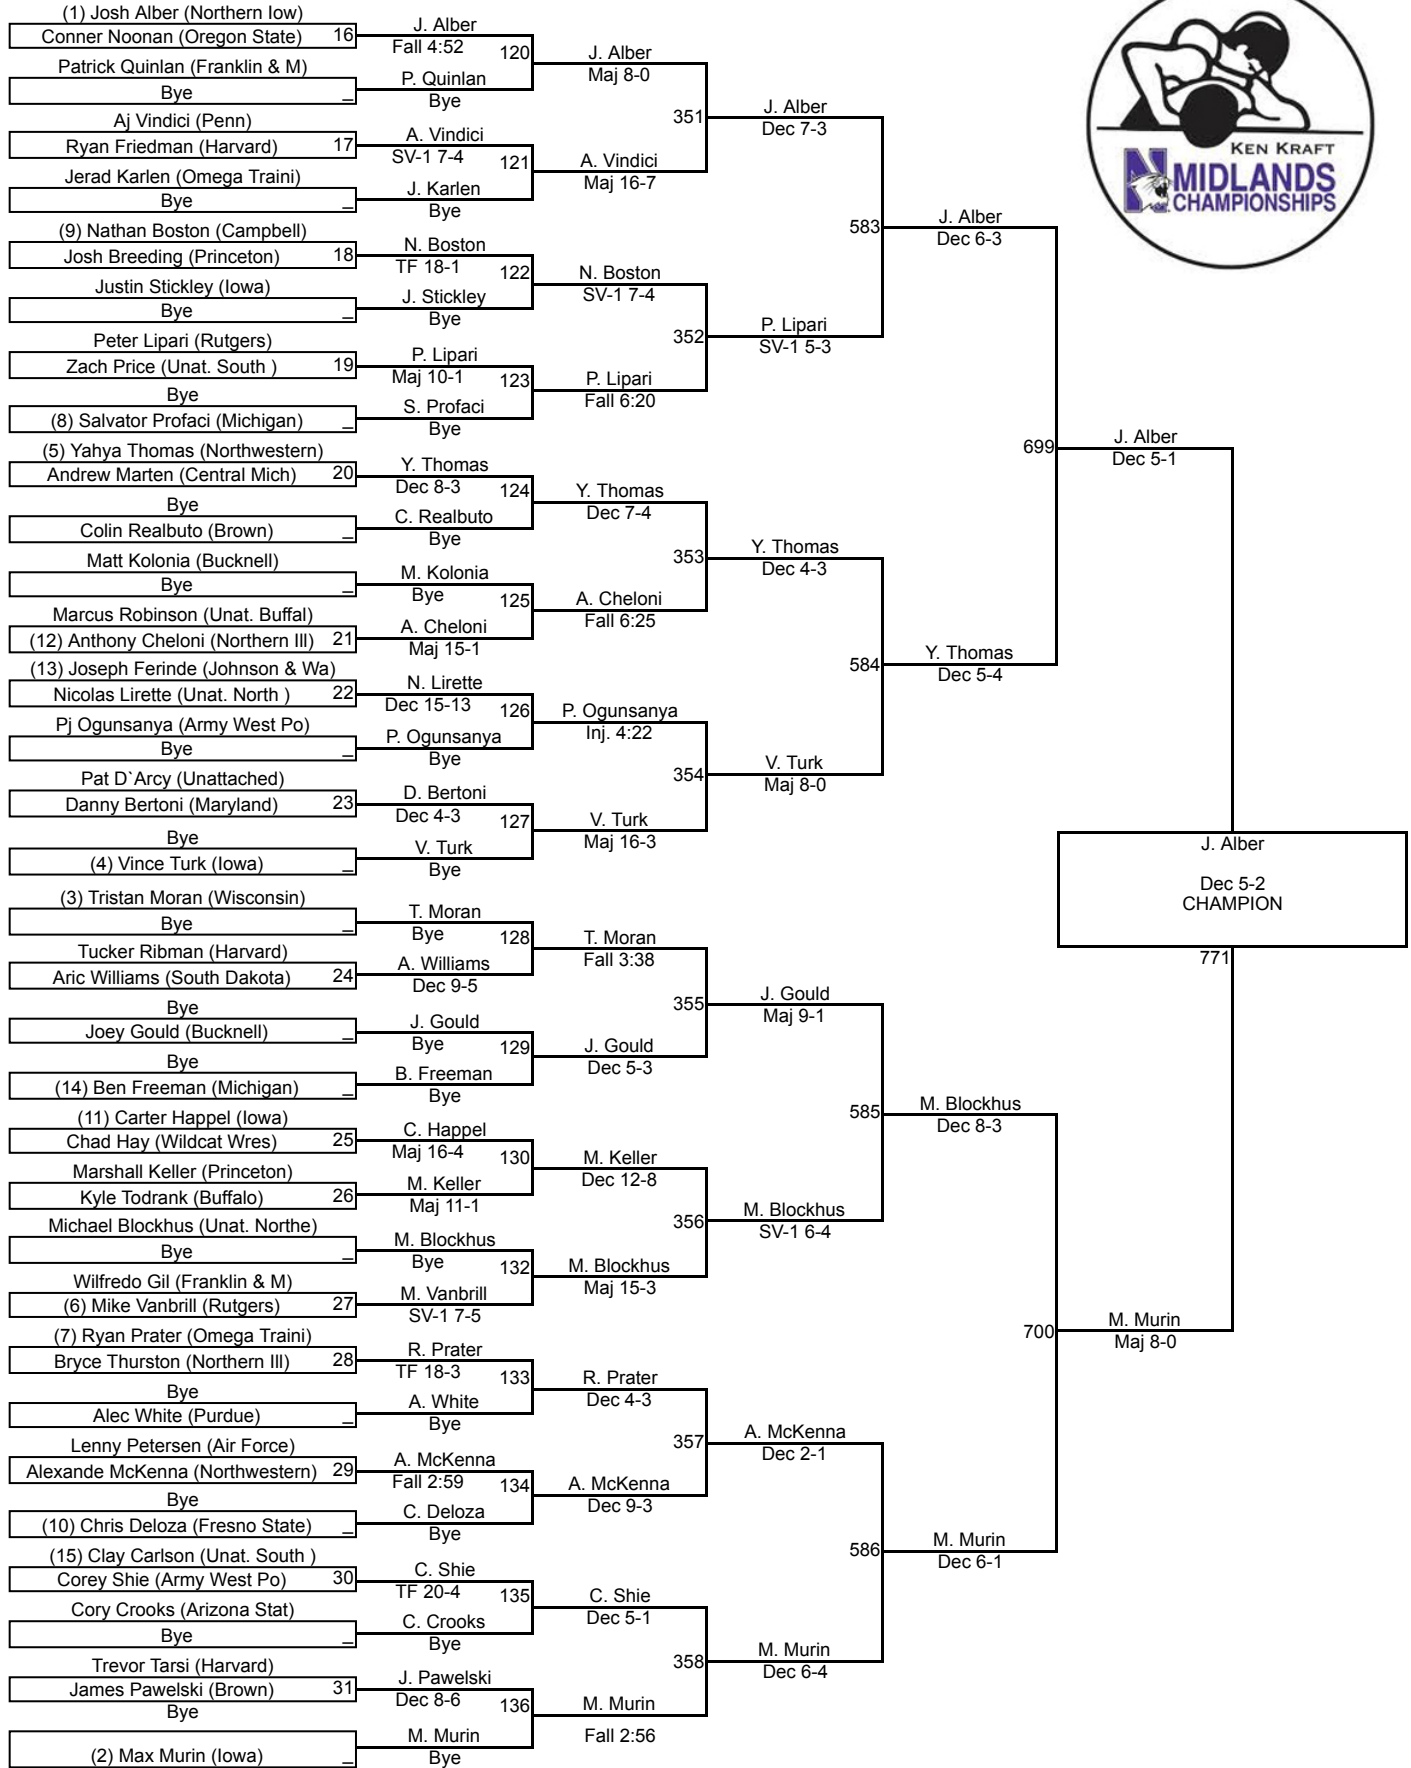 (1) Josh Alber (Northern Iow)
Conner Noonan (Oregon State) 16
Patrick Quinlan (Franklin & M)
Bye _
Aj Vindici (Penn)
Ryan Friedman (Harvard) 17
Jerad Karlen (Omega Traini)
Bye _
(9) Nathan Boston (Campbell)
Josh Breeding (Princeton) 18
Justin Stickley (Iowa)
Bye _
Peter Lipari (Rutgers)
Zach Price (Unat. South ) 19
Bye
(8) Salvator Profaci (Michigan) _
(5) Yahya Thomas (Northwestern)
Andrew Marten (Central Mich) 20
Bye
Colin Realbuto (Brown) _
Matt Kolonia (Bucknell)
Bye _
Marcus Robinson (Unat. Buffal)
(12) Anthony Cheloni (Northern Ill) 21
(13) Joseph Ferinde (Johnson & Wa)
Nicolas Lirette (Unat. North ) 22
Pj Ogunsanya (Army West Po)
Bye _
Pat D`Arcy (Unattached)
Danny Bertoni (Maryland) 23
Bye
(4) Vince Turk (Iowa) _
(3) Tristan Moran (Wisconsin)
Bye _
Tucker Ribman (Harvard)
Aric Williams (South Dakota) 24
Bye
Joey Gould (Bucknell) _
Bye
(14) Ben Freeman (Michigan) _
(11) Carter Happel (Iowa)
Chad Hay (Wildcat Wres) 25
Marshall Keller (Princeton)
Kyle Todrank (Buffalo) 26
Michael Blockhus (Unat. Northe)
Bye _
Wilfredo Gil (Franklin & M)
(6) Mike Vanbrill (Rutgers) 27
(7) Ryan Prater (Omega Traini)
Bryce Thurston (Northern Ill) 28
Bye
Alec White (Purdue) _
Lenny Petersen (Air Force)
Alexande McKenna (Northwestern) 29
Bye
(10) Chris Deloza (Fresno State) _
(15) Clay Carlson (Unat. South )
Corey Shie (Army West Po) 30
Cory Crooks (Arizona Stat)
Bye _
Trevor Tarsi (Harvard)
James Pawelski (Brown) 31
Bye
(2) Max Murin (Iowa) _
J. Alber
Fall 4:52
120
P. Quinlan
Bye
A. Vindici
SV-1 7-4
121
J. Karlen
Bye
N. Boston
TF 18-1
122
J. Stickley
Bye
P. Lipari
Maj 10-1
123
S. Profaci
Bye
Y. Thomas
Dec 8-3
124
C. Realbuto
Bye
M. Kolonia
Bye
125
A. Cheloni
Maj 15-1
N. Lirette
Dec 15-13
126
P. Ogunsanya
Bye
D. Bertoni
Dec 4-3
127
V. Turk
Bye
T. Moran
Bye
128
A. Williams
Dec 9-5
J. Gould
Bye
129
B. Freeman
Bye
C. Happel
Maj 16-4
130
M. Keller
Maj 11-1
M. Blockhus
Bye
132
M. Vanbrill
SV-1 7-5
R. Prater
TF 18-3
133
A. White
Bye
A. McKenna
Fall 2:59
134
C. Deloza
Bye
C. Shie
TF 20-4
135
C. Crooks
Bye
J. Pawelski
Dec 8-6
136
M. Murin
Bye
J. Alber
Maj 8-0
351
A. Vindici
Maj 16-7
N. Boston
SV-1 7-4
352
P. Lipari
Fall 6:20
Y. Thomas
Dec 7-4
353
A. Cheloni
Fall 6:25
P. Ogunsanya
Inj. 4:22
354
V. Turk
Maj 16-3
T. Moran
Fall 3:38
355
J. Gould
Dec 5-3
M. Keller
Dec 12-8
356
M. Blockhus
Maj 15-3
R. Prater
Dec 4-3
357
A. McKenna
Dec 9-3
C. Shie
Dec 5-1
358
M. Murin
Fall 2:56
J. Alber
Dec 7-3
583
P. Lipari
SV-1 5-3
Y. Thomas
Dec 4-3
584
V. Turk
Maj 8-0
J. Gould
Maj 9-1
585
M. Blockhus
SV-1 6-4
A. McKenna
Dec 2-1
586
M. Murin
Dec 6-4
J. Alber
Dec 6-3
699
Y. Thomas
Dec 5-4
M. Blockhus
Dec 8-3
700
M. Murin
Dec 6-1
J. Alber
Dec 5-1
M. Murin
Maj 8-0
J. Alber
Dec 5-2
CHAMPION
771
KEN KRAFT
N MIDLANDS
CHAMPIONSHIPS